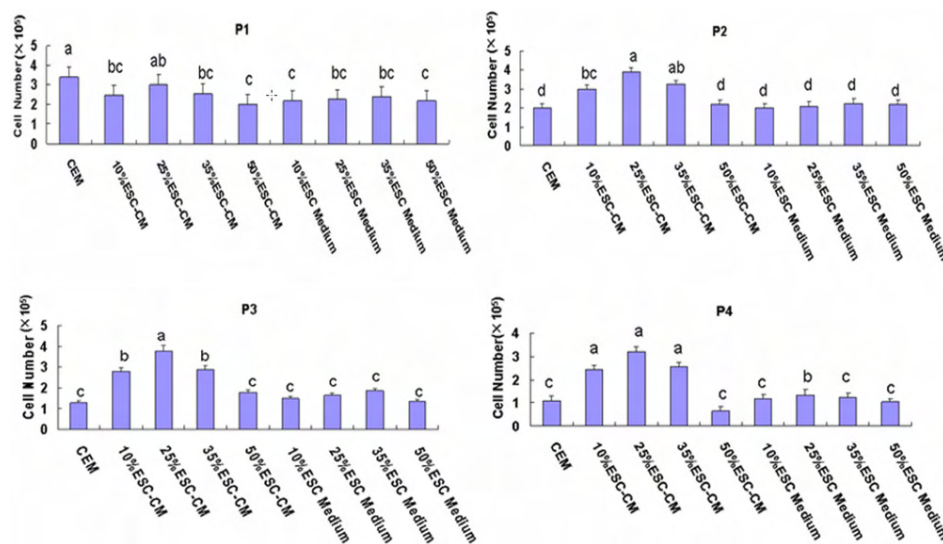 P1
Cell Number(× 10⁵)
5
4
3
2
1
0
a bc ab bc c c bc bc c
CEM
10%ESC-CM
25%ESC-CM
35%ESC-CM
50%ESC-CM
10%ESC Medium
25%ESC Medium
35%ESC Medium
50%ESC Medium
P2
Cell Number(× 10⁵)
5
4
3
2
1
0
d bc a ab d d d d d
CEM
10%ESC-CM
25%ESC-CM
35%ESC-CM
50%ESC-CM
10%ESC Medium
25%ESC Medium
35%ESC Medium
50%ESC Medium
P3
Cell Number(× 10⁵)
5
4
3
2
1
0
c b a b c c c c c
CEM
10%ESC-CM
25%ESC-CM
35%ESC-CM
50%ESC-CM
10%ESC Medium
25%ESC Medium
35%ESC Medium
50%ESC Medium
P4
Cell Number(× 10⁵)
4
3
2
1
0
c a a a c c b c c
CEM
10%ESC-CM
25%ESC-CM
35%ESC-CM
50%ESC-CM
10%ESC Medium
25%ESC Medium
35%ESC Medium
50%ESC Medium